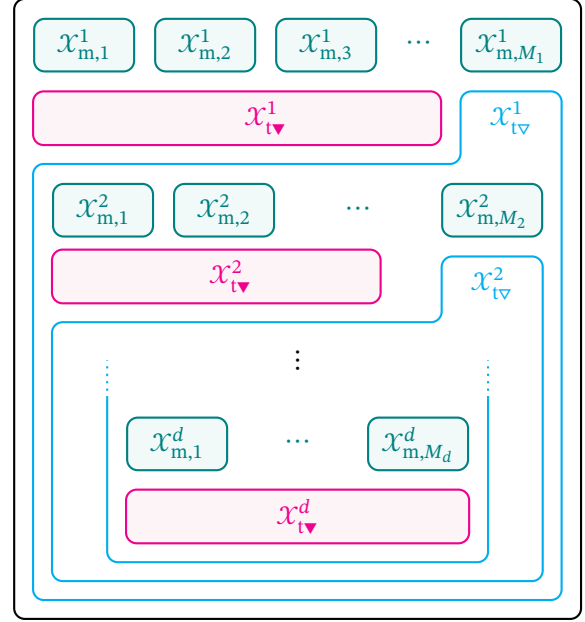 𝒳¹ₘ,₁ 𝒳¹ₘ,₂ 𝒳¹ₘ,₃ ⋯ 𝒳¹ₘ,M₁
𝒳¹ₜ▼ 𝒳¹ₜ▽
𝒳²ₘ,₁ 𝒳²ₘ,₂ ⋯ 𝒳²ₘ,M₂
𝒳²ₜ▼ 𝒳²ₜ▽
⋮
𝒳ᵈₘ,₁ ⋯ 𝒳ᵈₘ,M_d
𝒳ᵈₜ▼